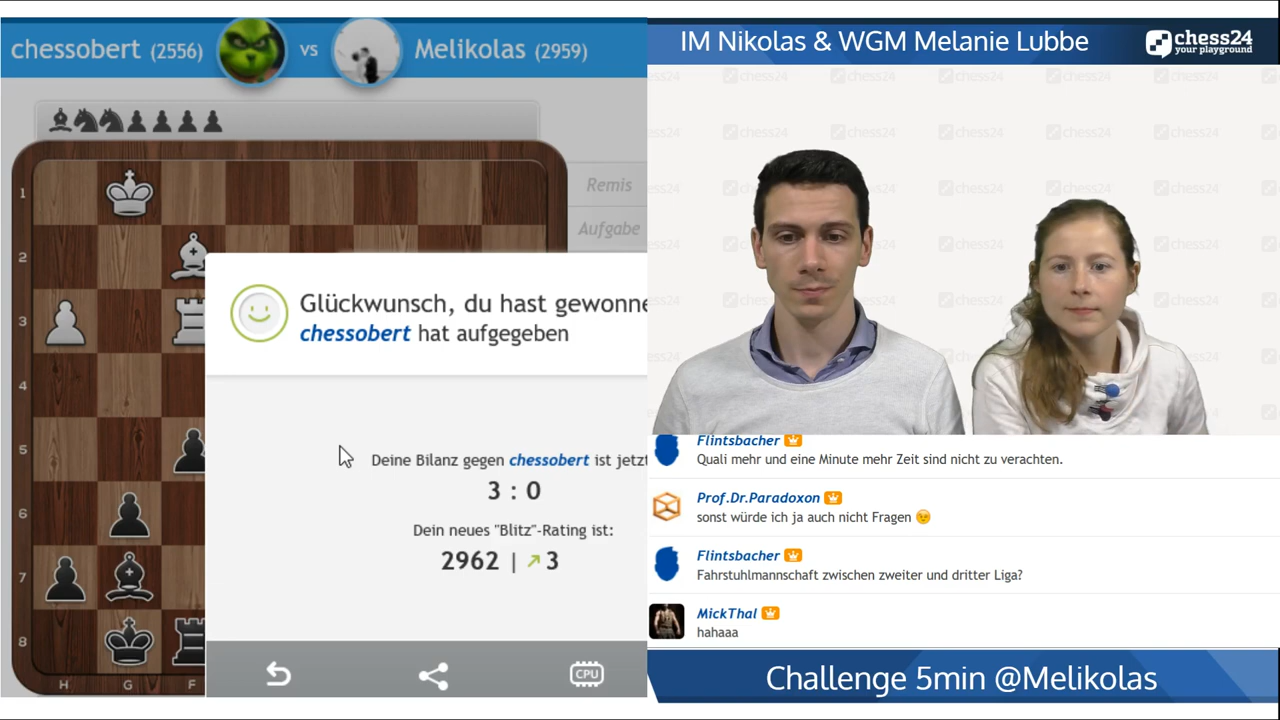 chessobert (2556) vs Melikolas (2959)
IM Nikolas & WGM Melanie Lubbe
chess24
your playground
1
2
3
4
5
6
7
8
H G F
Remis
Aufgabe
Glückwunsch, du hast gewonne
chessobert hat aufgegeben
Deine Bilanz gegen chessobert ist jetzt
3 : 0
Dein neues "Blitz"-Rating ist:
2962 | 3
CPU
Flintsbacher
Quali mehr und eine Minute mehr Zeit sind nicht zu verachten.
Prof.Dr.Paradoxon
sonst würde ich ja auch nicht Fragen
Flintsbacher
Fahrstuhlmannschaft zwischen zweiter und dritter Liga?
MickThal
hahaaa
Challenge 5min @Melikolas